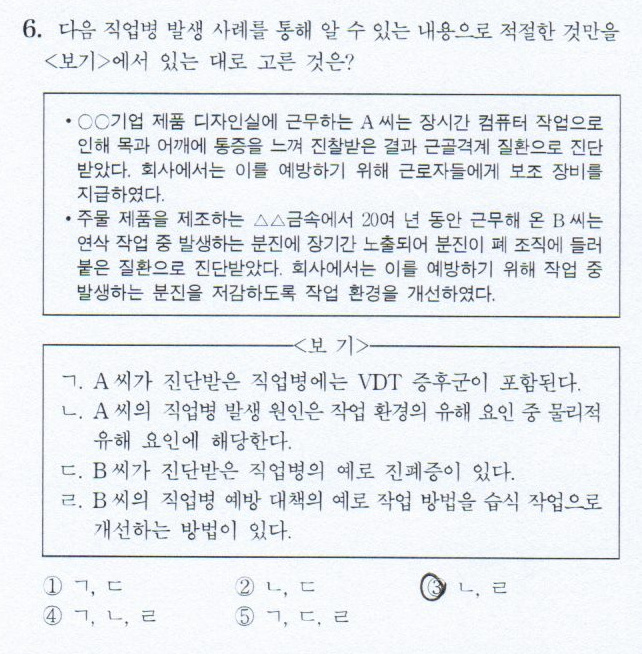 6. 다음 직업병 발생 사례를 통해 알 수 있는 내용으로 적절한 것만을
<보기>에서 있는 대로 고른 것은?
• ○○기업 제품 디자인실에 근무하는 A 씨는 장시간 컴퓨터 작업으로
인해 목과 어깨에 통증을 느껴 진찰받은 결과 근골격계 질환으로 진단
받았다. 회사에서는 이를 예방하기 위해 근로자들에게 보조 장비를
지급하였다.
• 주물 제품을 제조하는 △△금속에서 20여 년 동안 근무해 온 B 씨는
연삭 작업 중 발생하는 분진에 장기간 노출되어 분진이 폐 조직에 들러
붙은 질환으로 진단받았다. 회사에서는 이를 예방하기 위해 작업 중
발생하는 분진을 저감하도록 작업 환경을 개선하였다.
<보 기>
ㄱ. A 씨가 진단받은 직업병에는 VDT 증후군이 포함된다.
ㄴ. A 씨의 직업병 발생 원인은 작업 환경의 유해 요인 중 물리적
유해 요인에 해당한다.
ㄷ. B 씨가 진단받은 직업병의 예로 진폐증이 있다.
ㄹ. B 씨의 직업병 예방 대책의 예로 작업 방법을 습식 작업으로
개선하는 방법이 있다.
① ㄱ, ㄷ ② ㄴ, ㄷ ③ ㄴ, ㄹ
④ ㄱ, ㄴ, ㄹ ⑤ ㄱ, ㄷ, ㄹ